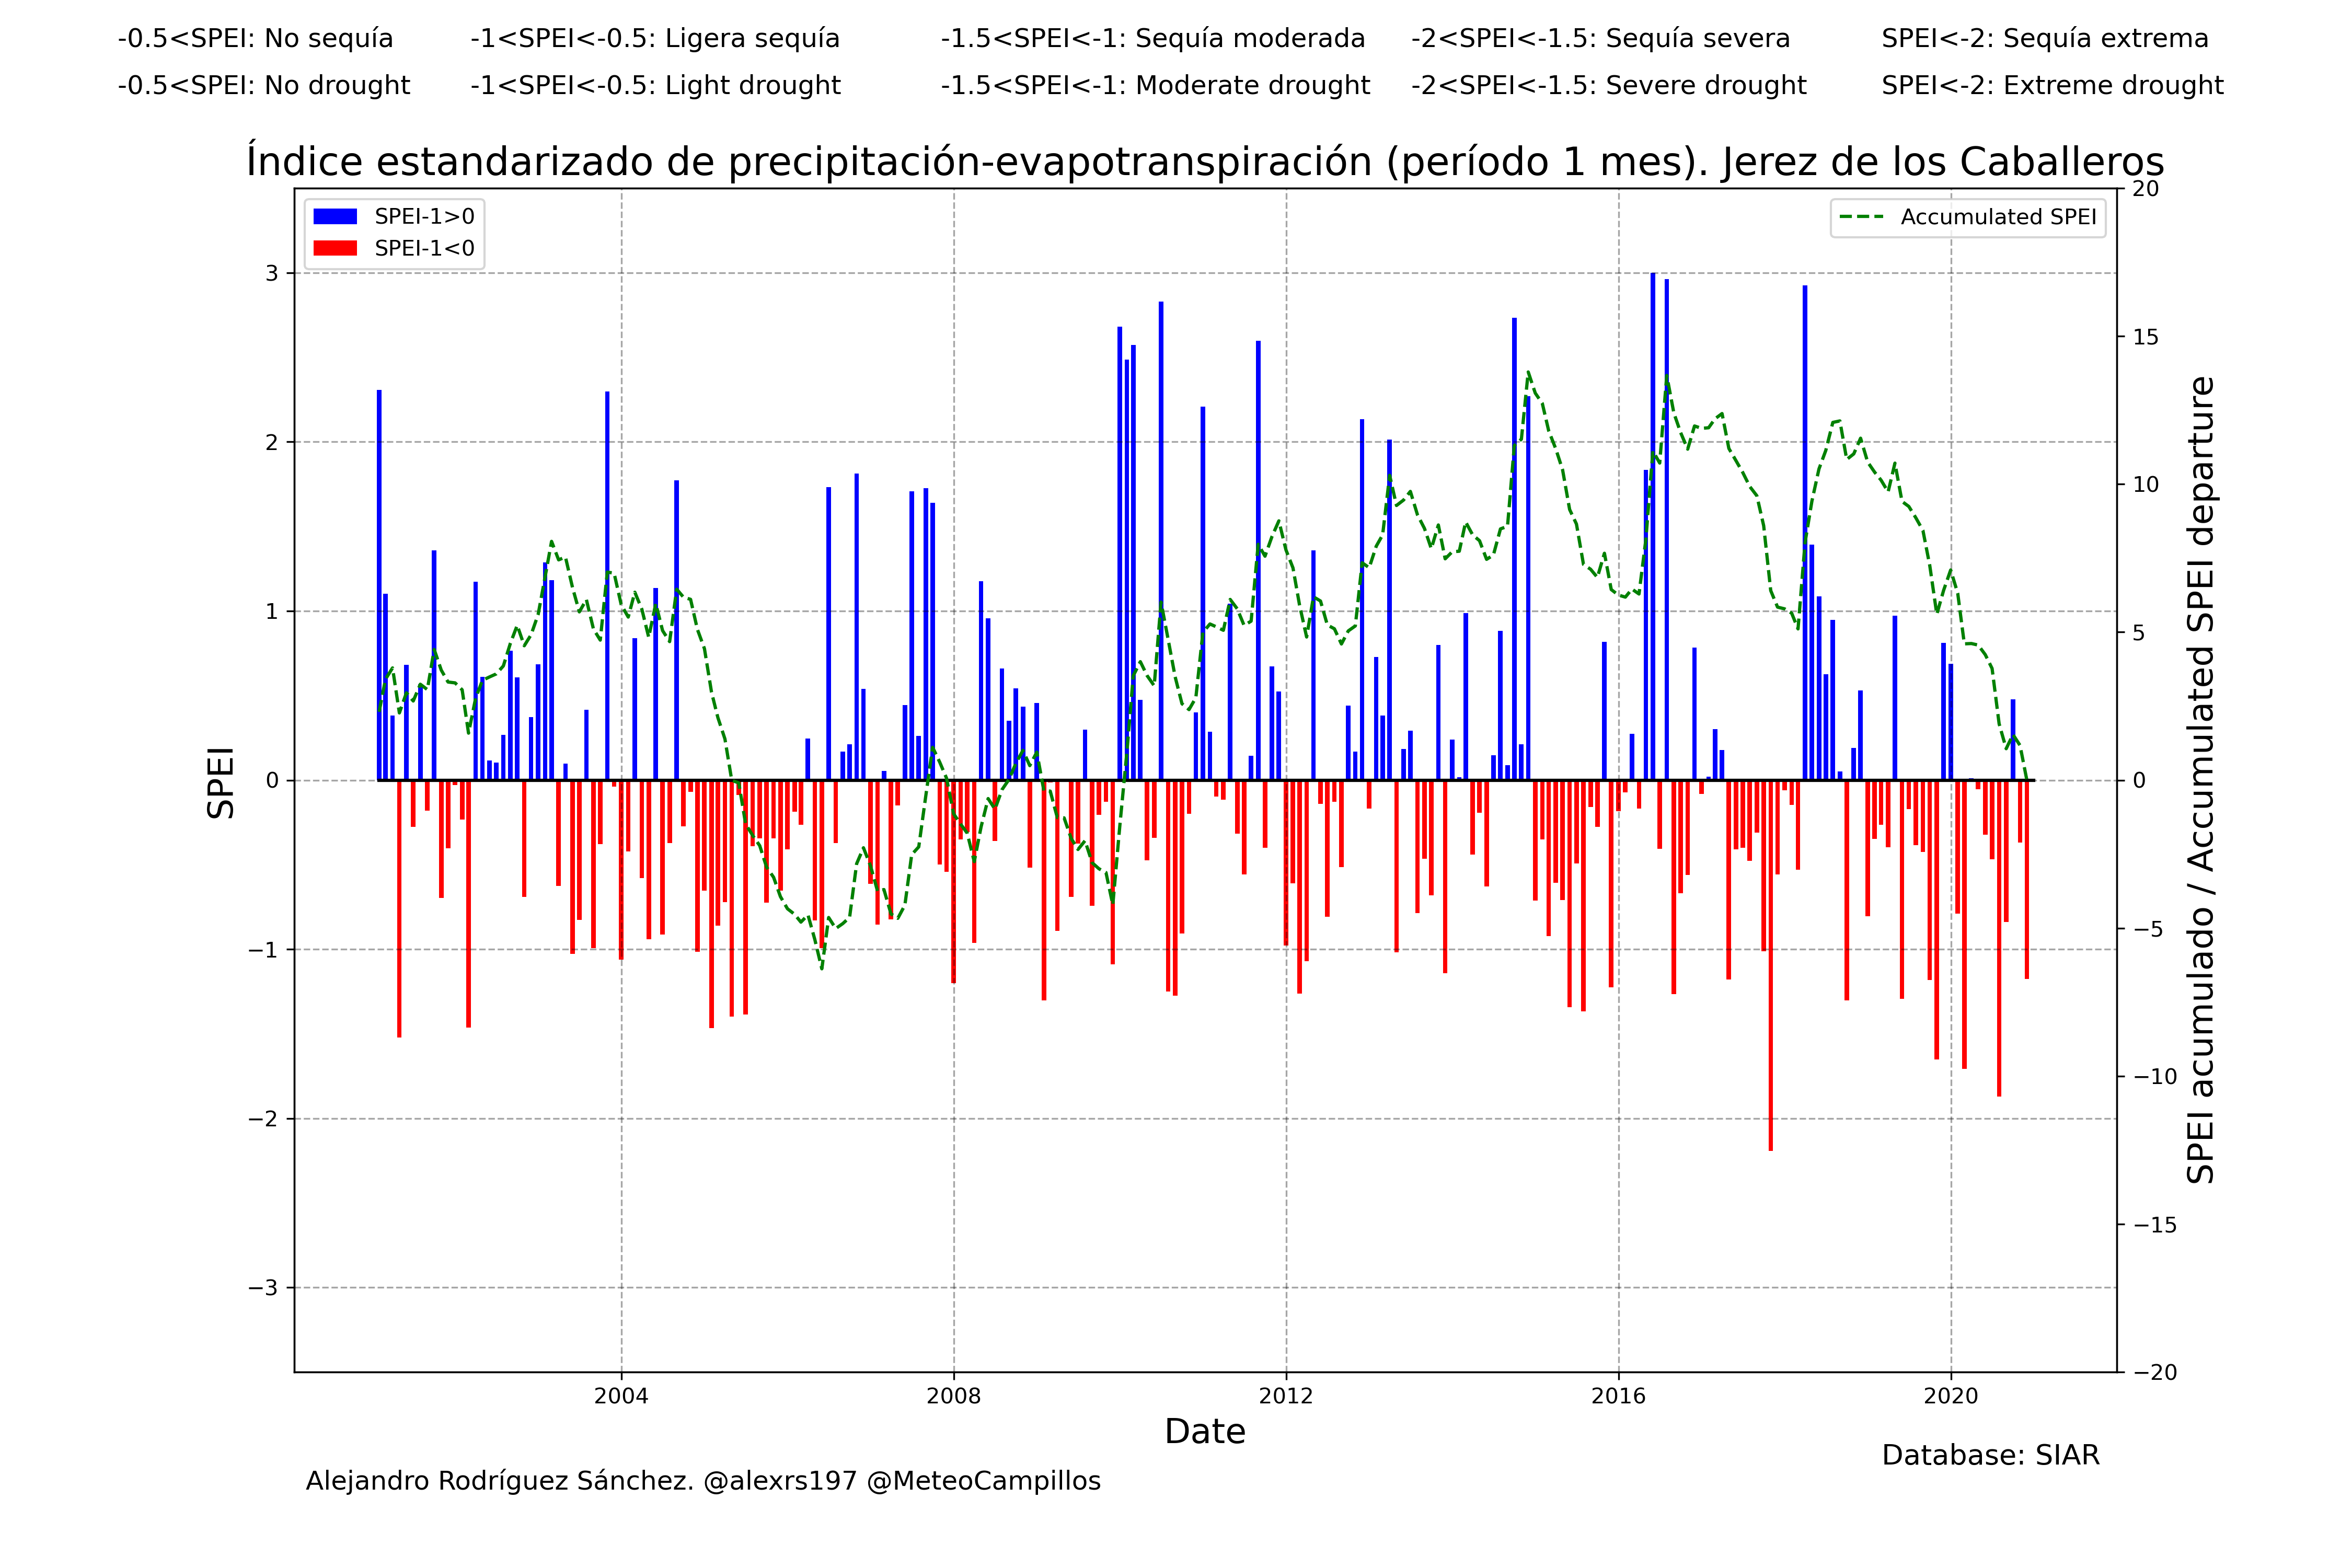 -0.5<SPEI: No sequía -1<SPEI<-0.5: Ligera sequía -1.5<SPEI<-1: Sequía moderada -2<SPEI<-1.5: Sequía severa SPEI<-2: Sequía extrema
-0.5<SPEI: No drought -1<SPEI<-0.5: Light drought -1.5<SPEI<-1: Moderate drought -2<SPEI<-1.5: Severe drought SPEI<-2: Extreme drought
Índice estandarizado de precipitación-evapotranspiración (período 1 mes). Jerez de los Caballeros
SPEI-1>0
SPEI-1<0
Accumulated SPEI
SPEI
3
2
1
0
−1
−2
−3
20
15
10
5
0
−5
−10
−15
−20
SPEI acumulado / Accumulated SPEI departure
2004 2008 2012 2016 2020
Date
Database: SIAR
Alejandro Rodríguez Sánchez. @alexrs197 @MeteoCampillos